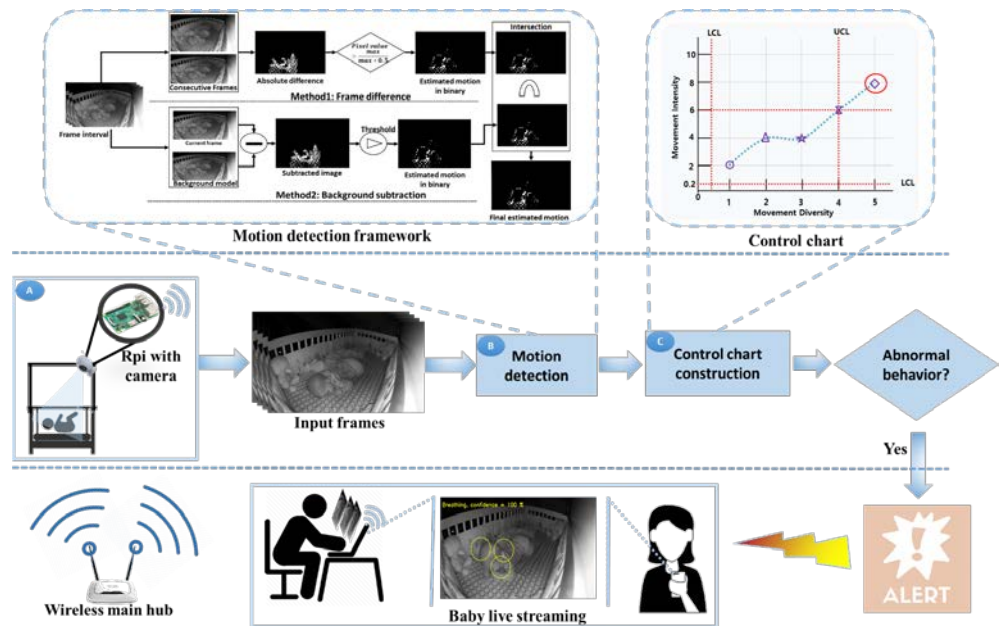 Consecutive Frames
Absolute difference
Pixel value
max
max * 0.5
Estimated motion
in binary
Intersection
Method1: Frame difference
Frame interval
Current frame
Background model
Subtracted image
Threshold
Estimated motion
in binary
Method2: Background subtraction
Final estimated motion
Motion detection framework
LCL
UCL
10
8
6
4
2
0.2
LCL
0
1
2
3
4
5
Movement Intensity
Movement Diversity
Control chart
A
Rpi with
camera
Input frames
B
Motion
detection
C
Control chart
construction
Abnormal
behavior?
Yes
Wireless main hub
Breathing, confidence = 100 %
Baby live streaming
ALERT